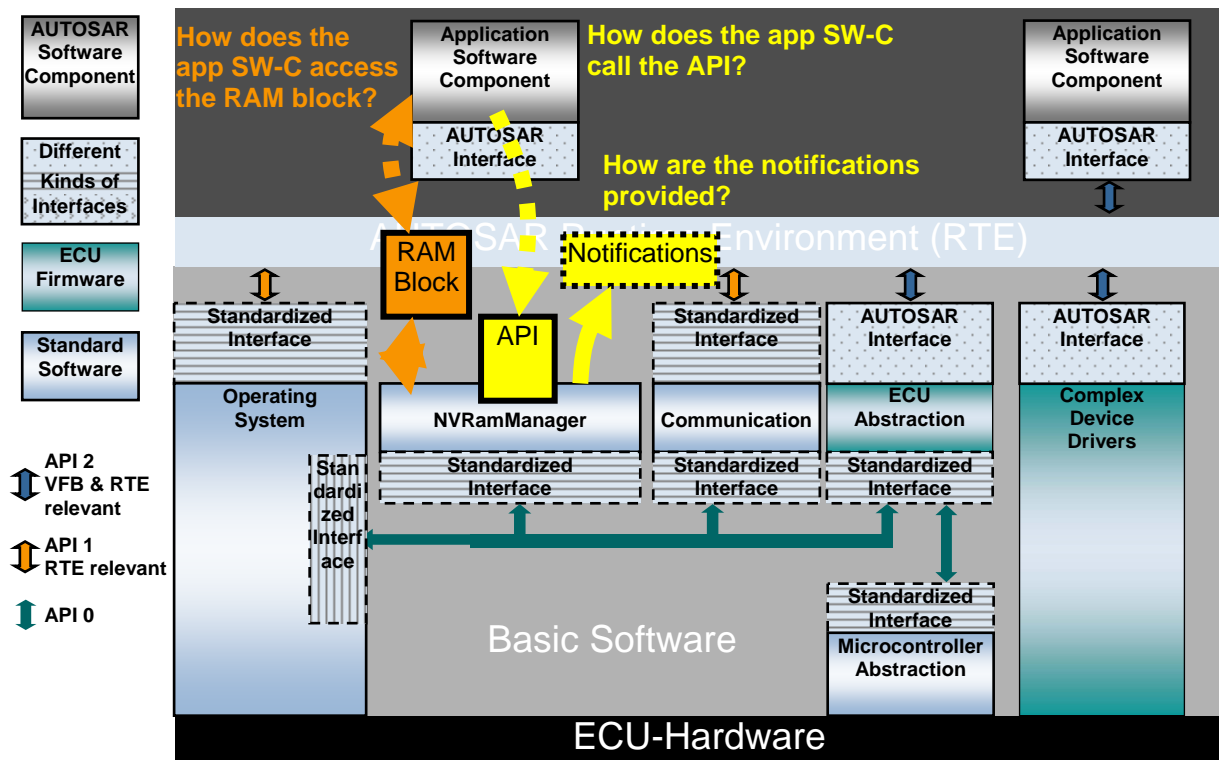 AUTOSAR
Software
Component
Different
Kinds of
Interfaces
ECU
Firmware
Standard
Software
API 2
VFB & RTE
relevant
API 1
RTE relevant
API 0
How does the
app SW-C access
the RAM block?
Application
Software
Component
AUTOSAR
Interface
How does the app SW-C
call the API?
How are the notifications
provided?
Application
Software
Component
AUTOSAR
Interface
Environment (RTE)
RAM
Block
Notifications
API
Standardized
Interface
Operating
System
Stan
dardi
zed
Interf
ace
NVRamManager
Standardized
Interface
Standardized
Interface
Communication
Standardized
Interface
AUTOSAR
Interface
ECU
Abstraction
Standardized
Interface
Standardized
Interface
Microcontroller
Abstraction
AUTOSAR
Interface
Complex
Device
Drivers
Basic Software
ECU-Hardware